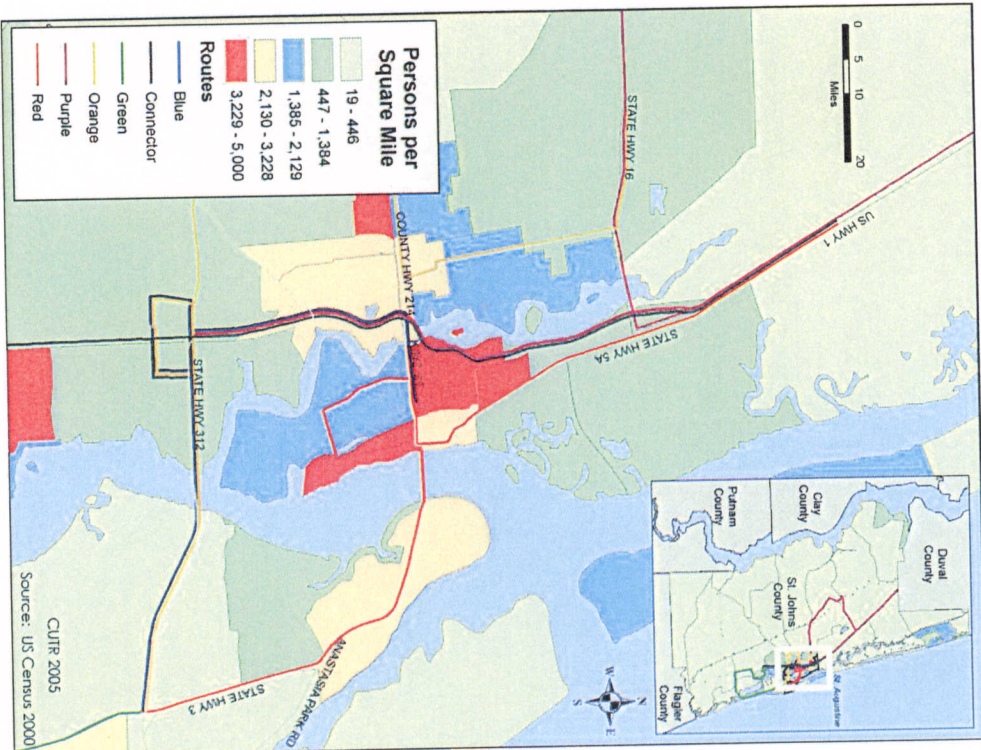 Persons per
Square Mile
19 - 446
447 - 1,384
1,385 - 2,129
2,130 - 3,228
3,229 - 5,000
Routes
Blue
Connector
Green
Orange
Purple
Red
0 5 10 20
Miles
STATE HWY 16
US HWY 1
STATE HWY 5A
COUNTY HWY 214
STATE HWY 312
ANASTASIA PARK RD
STATE HWY 3
Duval
County
Clay
County
Putnam
County
St. Johns
County
St. Augustine
Flagler
County
N
W
E
S
CUTR 2005
Source: US Census 2000